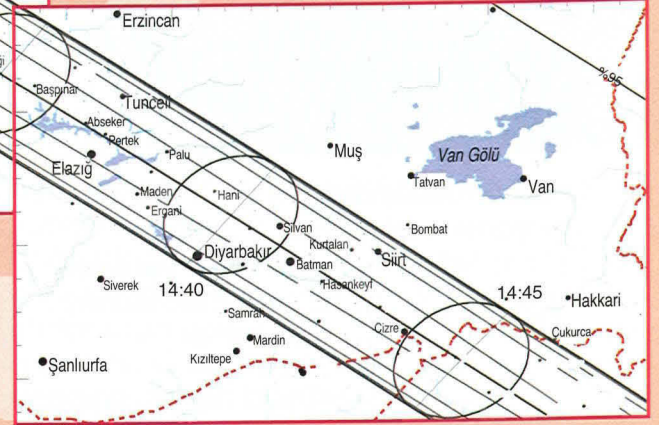 Erzincan
%95
Başpınar
Tunceli
Abseker
Pertek
Muş
Van Gölü
Elazığ
Palu
Tatvan
Van
Maden
Hani
Ergani
Silvan
Bombat
Kurtalan
Diyarbakır
Siirt
Batman
Siverek
14:40
Hasankeyf
14:45
Hakkari
Samrah
Cizre
Çukurca
Mardin
Kızıltepe
Şanlıurfa